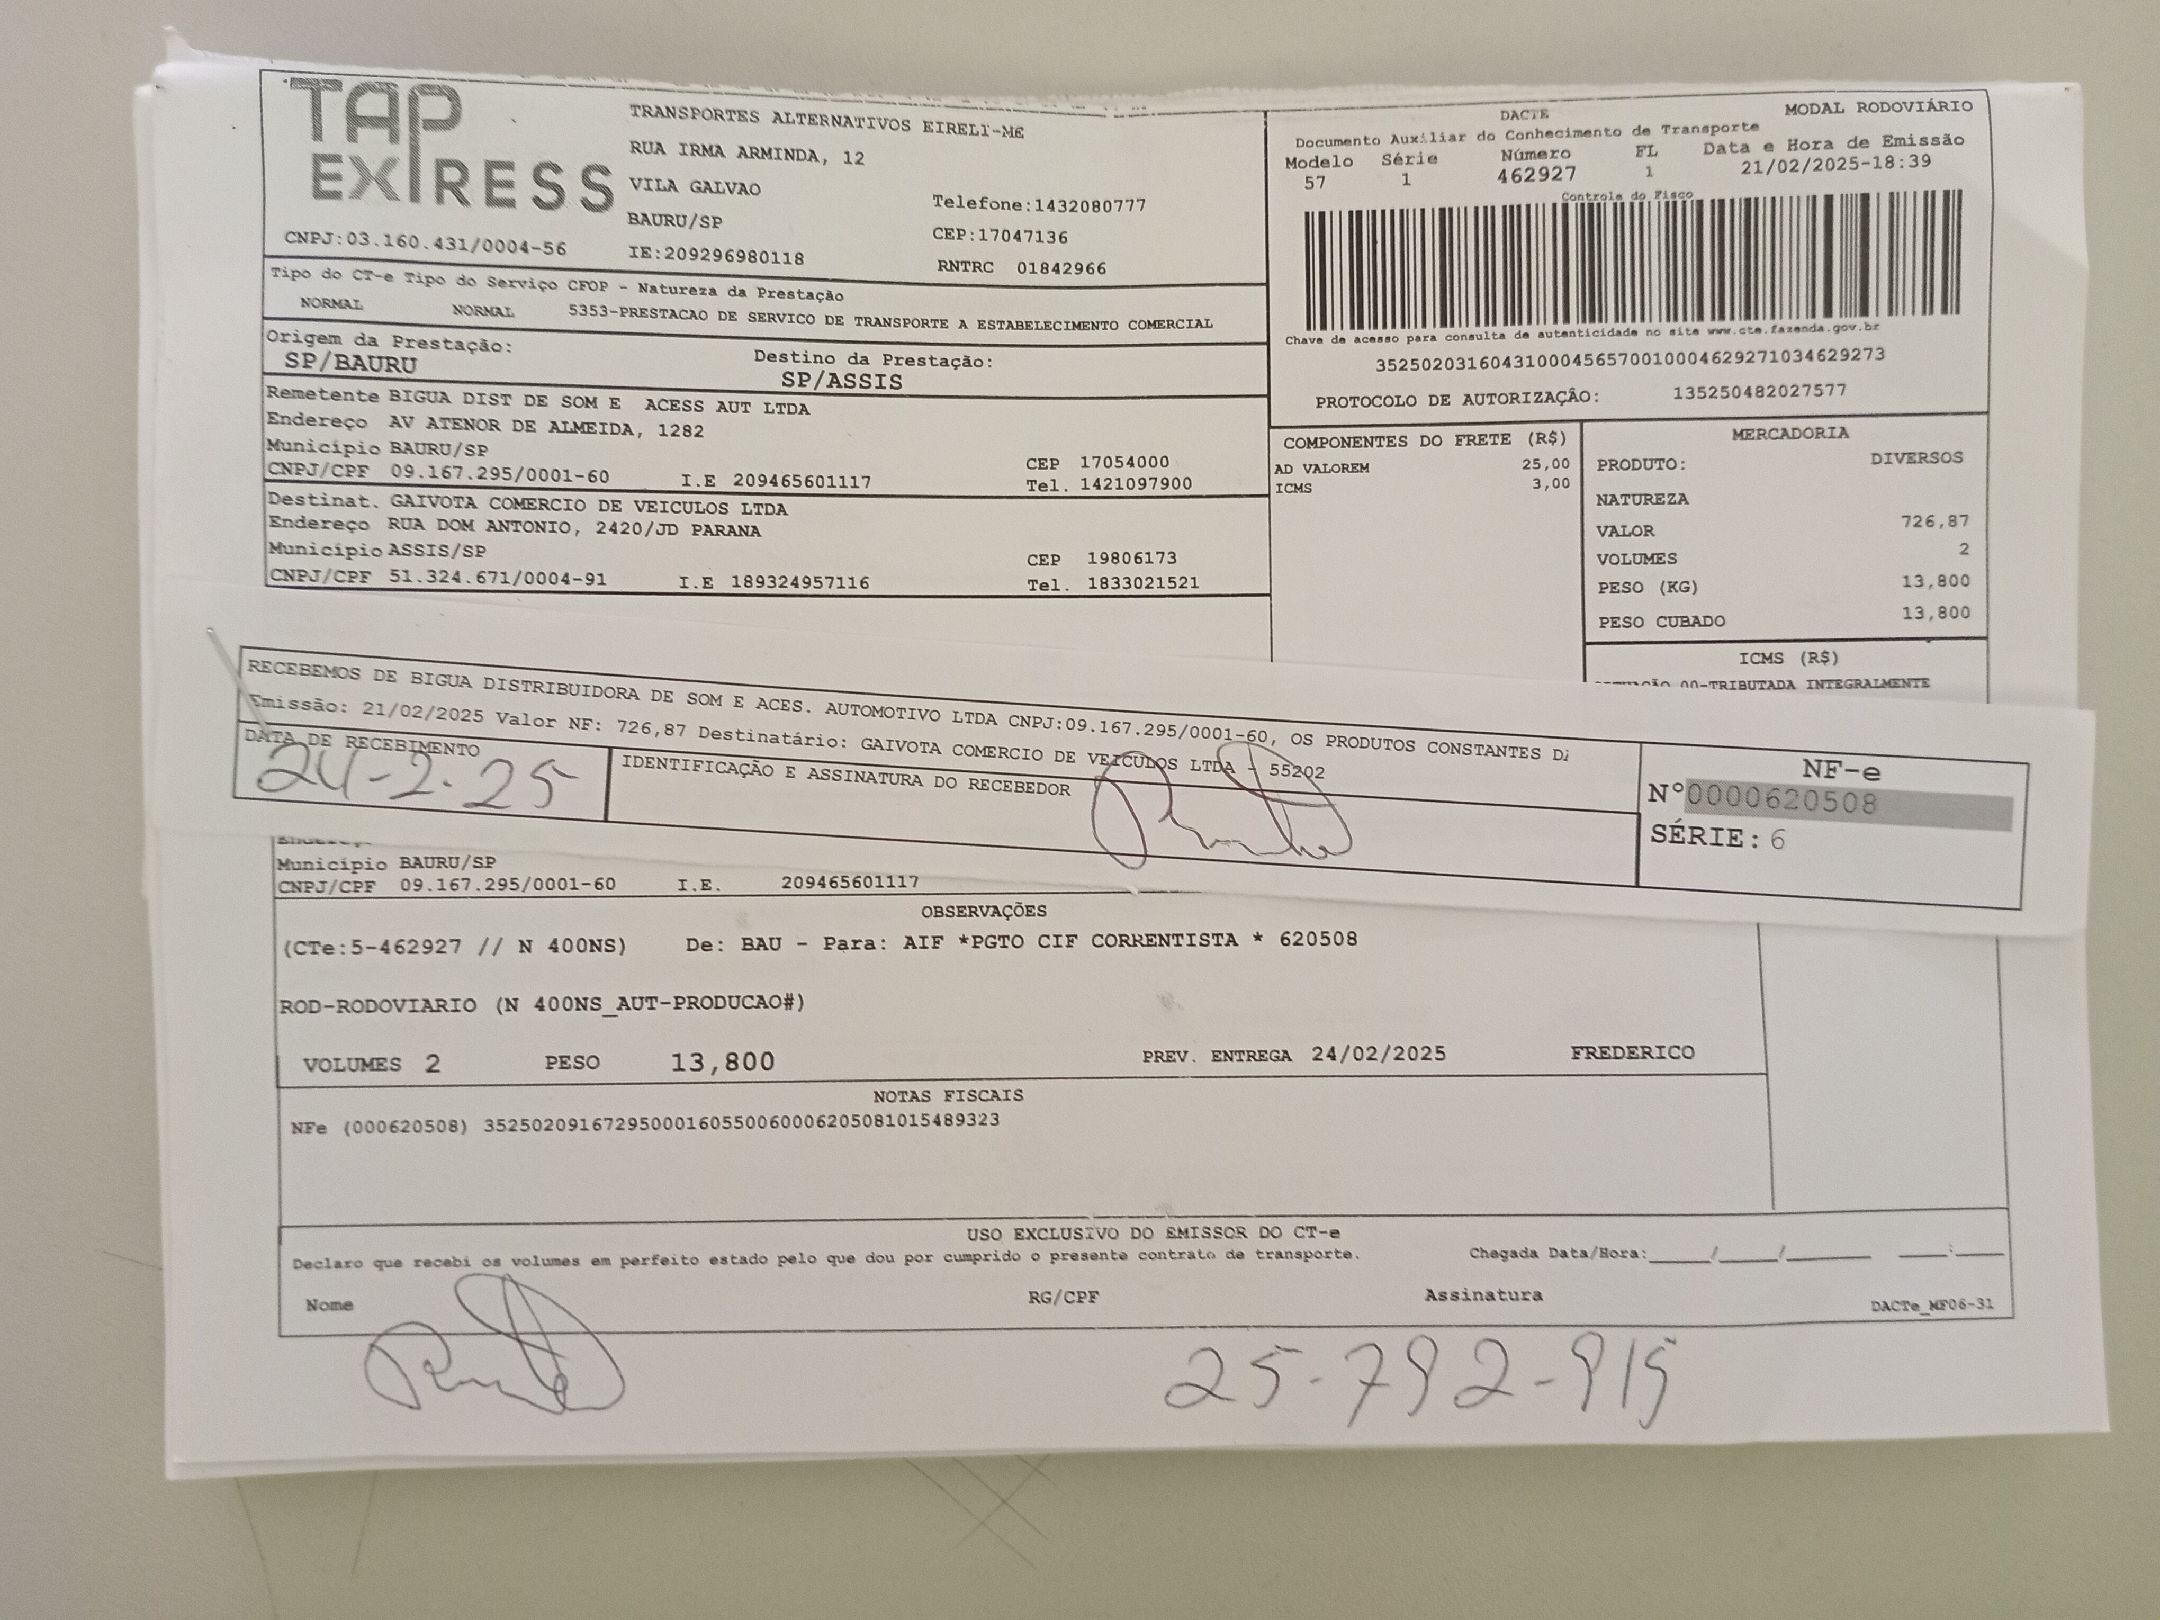 TAP EXPRESS
TRANSPORTES ALTERNATIVOS EIRELI-ME
RUA IRMA ARMINDA, 12
VILA GALVAO
BAURU/SP
Telefone:1432080777
CEP:17047136
CNPJ:03.160.431/0004-56
IE:209296980118
RNTRC 01842966
DACTE
MODAL RODOVIÁRIO
Documento Auxiliar do Conhecimento de Transporte
Modelo Série Número FL Data e Hora de Emissão
57 1 462927 1 21/02/2025-18:39
Controle do Fisco
Chave de acesso para consulta de autenticidade no site www.cte.fazenda.gov.br
35250203160431000456570010004629271034629273
PROTOCOLO DE AUTORIZAÇÃO: 135250482027577
Tipo do CT-e Tipo do Serviço CFOP - Natureza da Prestação
NORMAL NORMAL 5353-PRESTACAO DE SERVICO DE TRANSPORTE A ESTABELECIMENTO COMERCIAL
Origem da Prestação: Destino da Prestação:
SP/BAURU SP/ASSIS
Remetente BIGUA DIST DE SOM E ACESS AUT LTDA
Endereço AV ATENOR DE ALMEIDA, 1282
Município BAURU/SP CEP 17054000
CNPJ/CPF 09.167.295/0001-60 I.E 209465601117 Tel. 1421097900
Destinat. GAIVOTA COMERCIO DE VEICULOS LTDA
Endereço RUA DOM ANTONIO, 2420/JD PARANA
Município ASSIS/SP CEP 19806173
CNPJ/CPF 51.324.671/0004-91 I.E 189324957116 Tel. 1833021521
COMPONENTES DO FRETE (R$)
AD VALOREM 25,00
ICMS 3,00
MERCADORIA
PRODUTO: DIVERSOS
NATUREZA
VALOR 726,87
VOLUMES 2
PESO (KG) 13,800
PESO CUBADO 13,800
ICMS (R$)
00-TRIBUTADA INTEGRALMENTE
RECEBEMOS DE BIGUA DISTRIBUIDORA DE SOM E ACES. AUTOMOTIVO LTDA CNPJ:09.167.295/0001-60, OS PRODUTOS CONSTANTES DA
Emissão: 21/02/2025 Valor NF: 726,87 Destinatário: GAIVOTA COMERCIO DE VEICULOS LTDA - 55202
DATA DE RECEBIMENTO
24-2-25
IDENTIFICAÇÃO E ASSINATURA DO RECEBEDOR
NF-e
N°0000620508
SÉRIE: 6
Município BAURU/SP
CNPJ/CPF 09.167.295/0001-60 I.E. 209465601117
OBSERVAÇÕES
(CTe:5-462927 // N 400NS) De: BAU - Para: AIF *PGTO CIF CORRENTISTA * 620508
ROD-RODOVIARIO (N 400NS_AUT-PRODUCAO#)
VOLUMES 2 PESO 13,800 PREV. ENTREGA 24/02/2025 FREDERICO
NOTAS FISCAIS
NFe (000620508) 35250209167295000160550060006205081015489323
USO EXCLUSIVO DO EMISSOR DO CT-e
Declaro que recebi os volumes em perfeito estado pelo que dou por cumprido o presente contrato de transporte. Chegada Data/Hora:____/____/______ ___:___
Nome RG/CPF Assinatura
DACTe_MF06-31
25-792-915